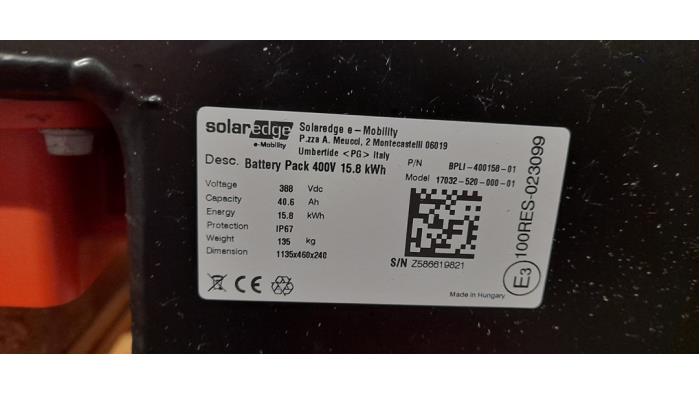 solaredge
e-Mobility
Solaredge e-Mobility
P.zza A. Meucci, 2 Montecastelli 06019
Umbertide <PG> Italy
Desc. Battery Pack 400V 15.8 kWh
P/N BPLI-400158-01
Model 17032-520-000-01
Voltage 388 Vdc
Capacity 40.6 Ah
Energy 15.8 kWh
Protection IP67
Weight 135 kg
Dimension 1135x460x240
S/N Z586619821
CE
Made in Hungary
E3 100RES-023099